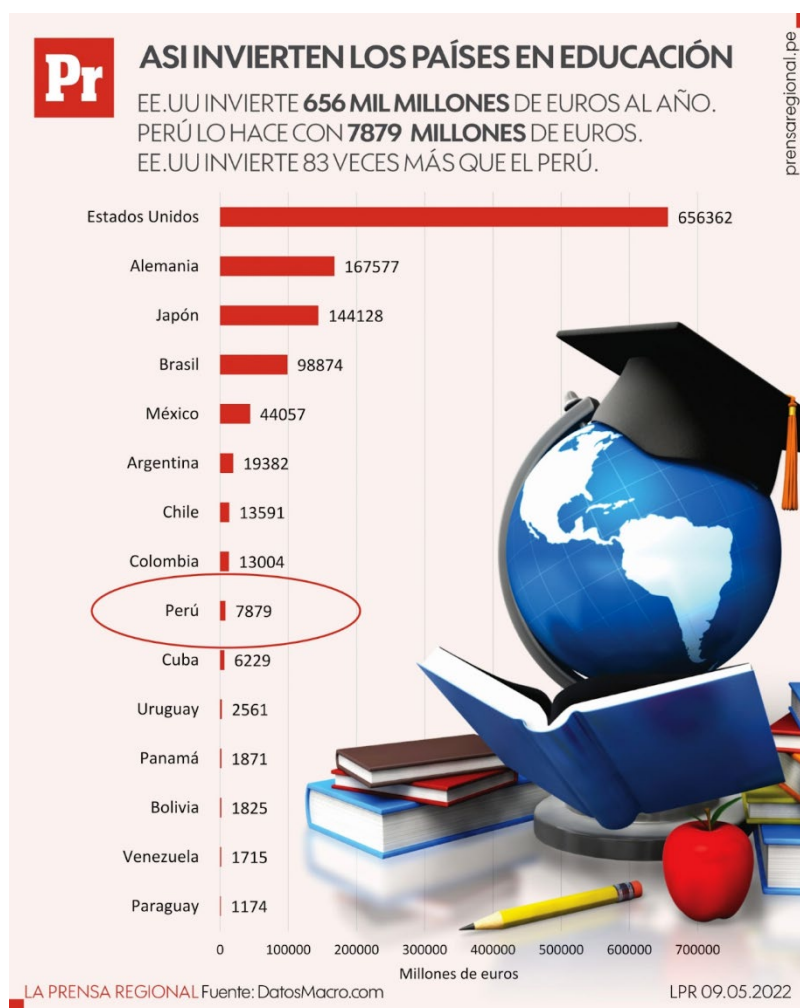 Pr
ASI INVIERTEN LOS PAÍSES EN EDUCACIÓN
EE.UU INVIERTE 656 MIL MILLONES DE EUROS AL AÑO.
PERÚ LO HACE CON 7879 MILLONES DE EUROS.
EE.UU INVIERTE 83 VECES MÁS QUE EL PERÚ.
prensaregional.pe
Estados Unidos 656362
Alemania 167577
Japón 144128
Brasil 98874
México 44057
Argentina 19382
Chile 13591
Colombia 13004
Perú 7879
Cuba 6229
Uruguay 2561
Panamá 1871
Bolivia 1825
Venezuela 1715
Paraguay 1174
0 100000 200000 300000 400000 500000 600000 700000
Millones de euros
LA PRENSA REGIONAL Fuente: DatosMacro.com LPR 09.05.2022